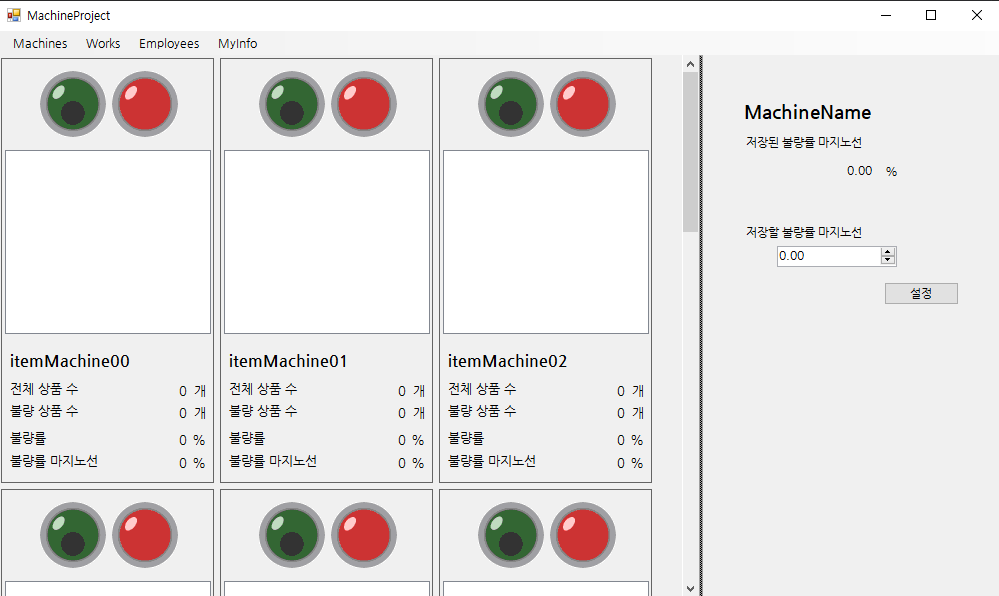 MachineProject
Machines Works Employees MyInfo
itemMachine00
전체 상품 수 0 개
불량 상품 수 0 개
불량률 0 %
불량률 마지노선 0 %
itemMachine01
전체 상품 수 0 개
불량 상품 수 0 개
불량률 0 %
불량률 마지노선 0 %
itemMachine02
전체 상품 수 0 개
불량 상품 수 0 개
불량률 0 %
불량률 마지노선 0 %
MachineName
저장된 불량률 마지노선
0.00 %
저장할 불량률 마지노선
0.00
설정